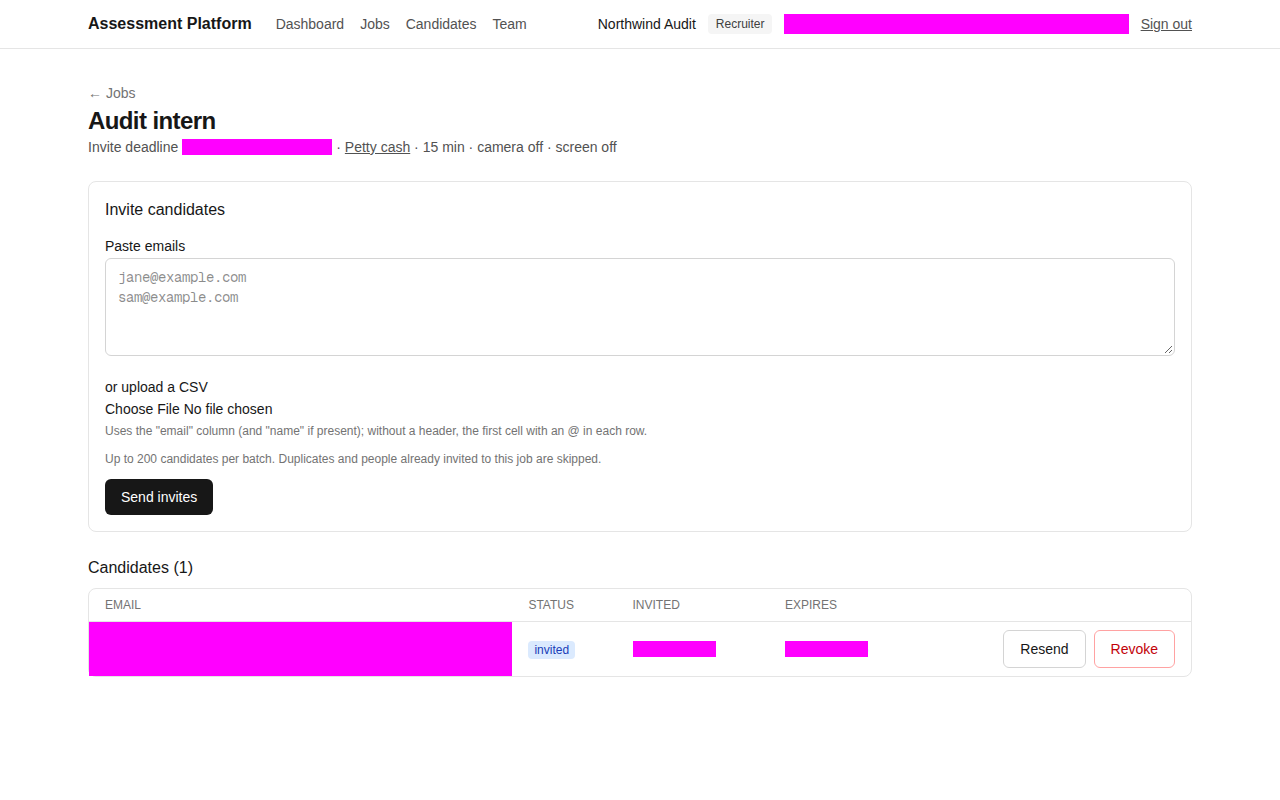 Assessment Platform Dashboard Jobs Candidates Team Northwind Audit Recruiter Sign out
← Jobs
Audit intern
Invite deadline · Petty cash · 15 min · camera off · screen off
Invite candidates
Paste emails
jane@example.com
sam@example.com
or upload a CSV
Choose File No file chosen
Uses the "email" column (and "name" if present); without a header, the first cell with an @ in each row.
Up to 200 candidates per batch. Duplicates and people already invited to this job are skipped.
Send invites
Candidates (1)
EMAIL STATUS INVITED EXPIRES
invited Resend Revoke